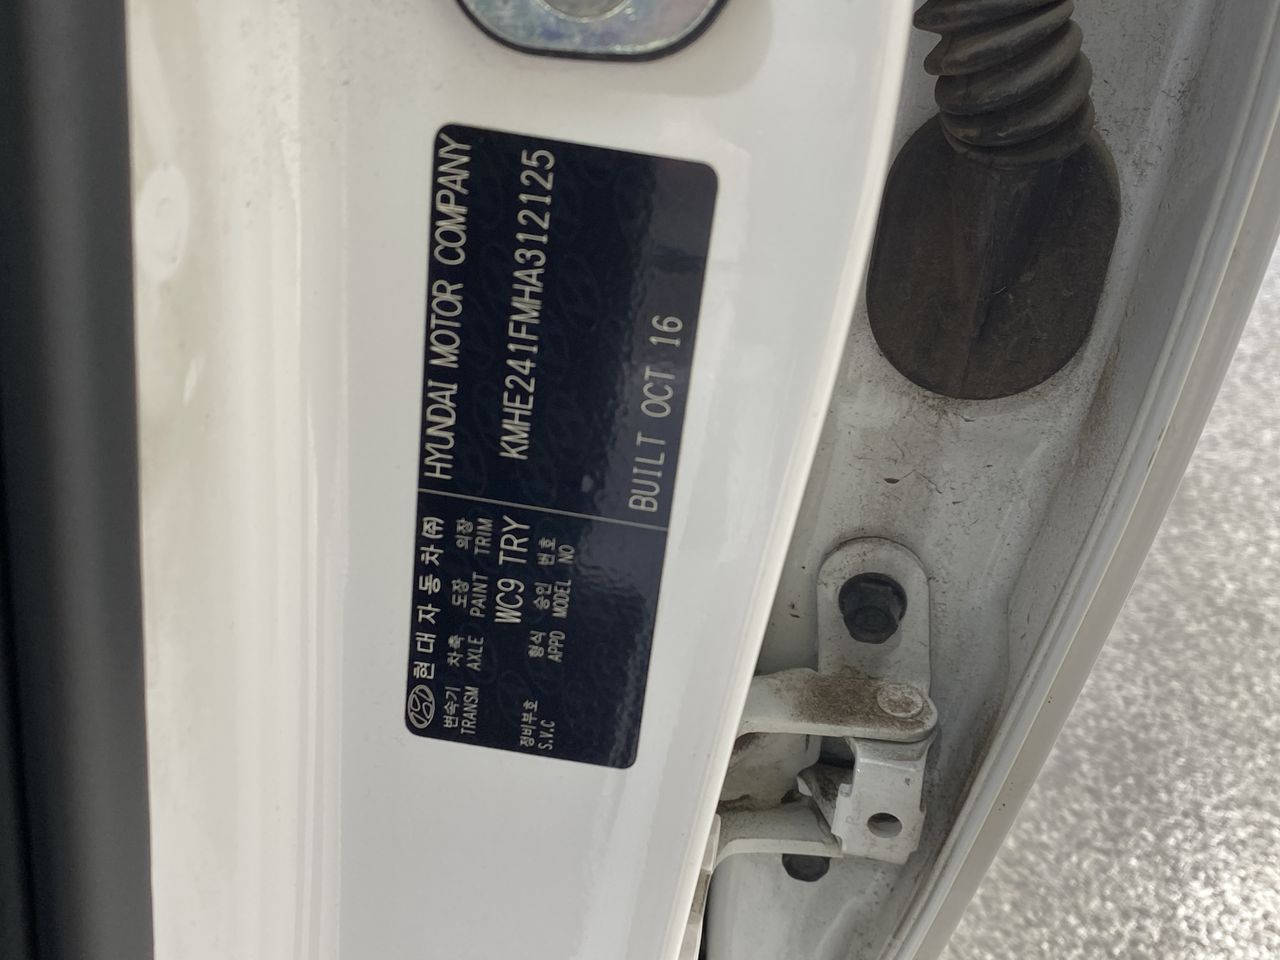 현대자동차(주)
HYUNDAI MOTOR COMPANY
변속기 차축 도장 의장
TRANSM AXLE PAINT TRIM
WC9 TRY
KMHE241FMHA312125
정비부호 형식 승인 번호
S.V.C APPD MODEL NO
BUILT OCT 16